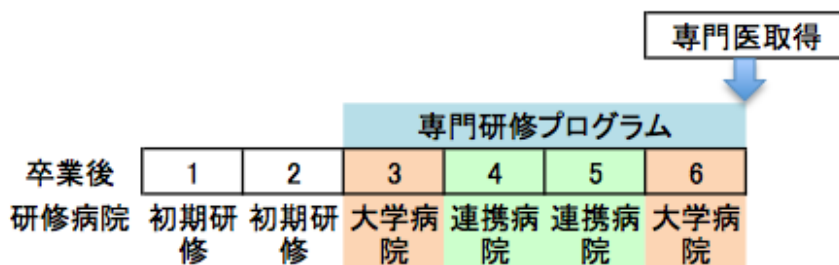 専門医取得
専門研修プログラム
卒業後 1 2 3 4 5 6
研修病院 初期研修 初期研修 大学病院 連携病院 連携病院 大学病院